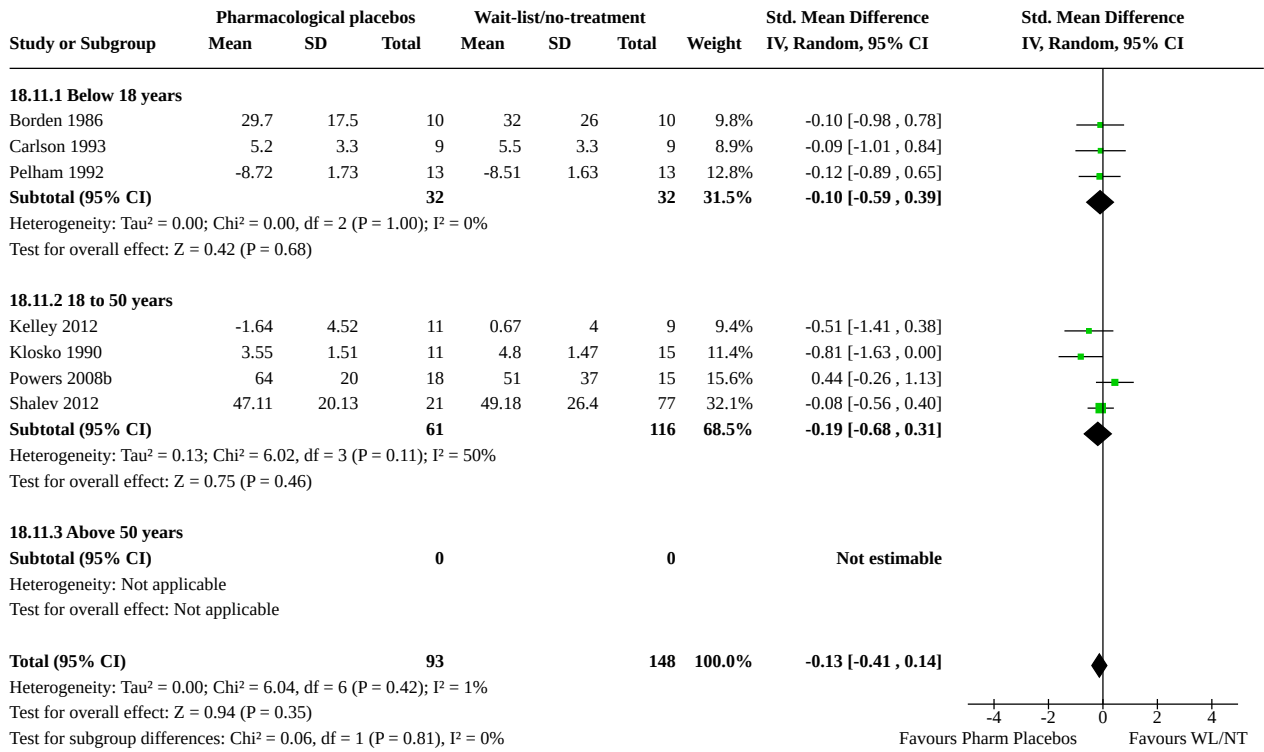 Pharmacological placebos Wait-list/no-treatment Std. Mean Difference Std. Mean Difference
Study or Subgroup Mean SD Total Mean SD Total Weight IV, Random, 95% CI IV, Random, 95% CI
18.11.1 Below 18 years
Borden 1986 29.7 17.5 10 32 26 10 9.8% -0.10 [-0.98 , 0.78]
Carlson 1993 5.2 3.3 9 5.5 3.3 9 8.9% -0.09 [-1.01 , 0.84]
Pelham 1992 -8.72 1.73 13 -8.51 1.63 13 12.8% -0.12 [-0.89 , 0.65]
Subtotal (95% CI) 32 32 31.5% -0.10 [-0.59 , 0.39]
Heterogeneity: Tau² = 0.00; Chi² = 0.00, df = 2 (P = 1.00); I² = 0%
Test for overall effect: Z = 0.42 (P = 0.68)
18.11.2 18 to 50 years
Kelley 2012 -1.64 4.52 11 0.67 4 9 9.4% -0.51 [-1.41 , 0.38]
Klosko 1990 3.55 1.51 11 4.8 1.47 15 11.4% -0.81 [-1.63 , 0.00]
Powers 2008b 64 20 18 51 37 15 15.6% 0.44 [-0.26 , 1.13]
Shalev 2012 47.11 20.13 21 49.18 26.4 77 32.1% -0.08 [-0.56 , 0.40]
Subtotal (95% CI) 61 116 68.5% -0.19 [-0.68 , 0.31]
Heterogeneity: Tau² = 0.13; Chi² = 6.02, df = 3 (P = 0.11); I² = 50%
Test for overall effect: Z = 0.75 (P = 0.46)
18.11.3 Above 50 years
Subtotal (95% CI) 0 0 Not estimable
Heterogeneity: Not applicable
Test for overall effect: Not applicable
Total (95% CI) 93 148 100.0% -0.13 [-0.41 , 0.14]
Heterogeneity: Tau² = 0.00; Chi² = 6.04, df = 6 (P = 0.42); I² = 1%
Test for overall effect: Z = 0.94 (P = 0.35)
-4 -2 0 2 4
Test for subgroup differences: Chi² = 0.06, df = 1 (P = 0.81), I² = 0% Favours Pharm Placebos Favours WL/NT